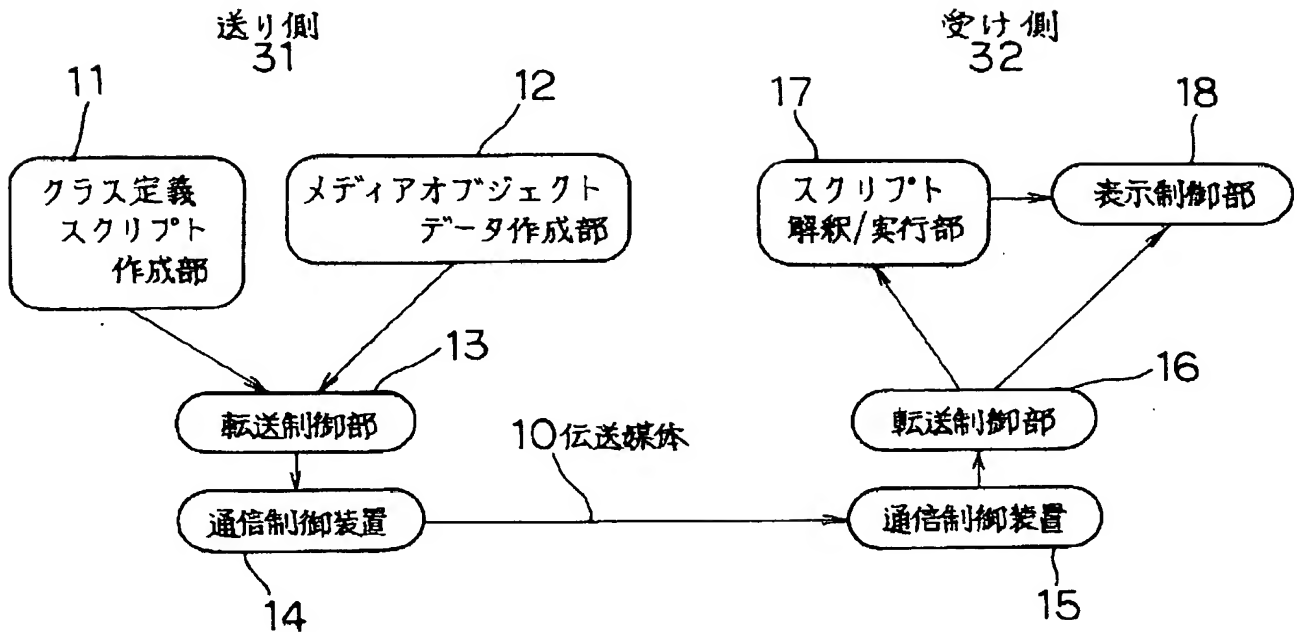 送り側
31
受け側
32
11
12
17
18
クラス定義
スクリプト
作成部
メディアオブジェクト
データ作成部
スクリプト
解釈/実行部
表示制御部
13
16
転送制御部
転送制御部
10伝送媒体
通信制御装置
通信制御装置
14
15